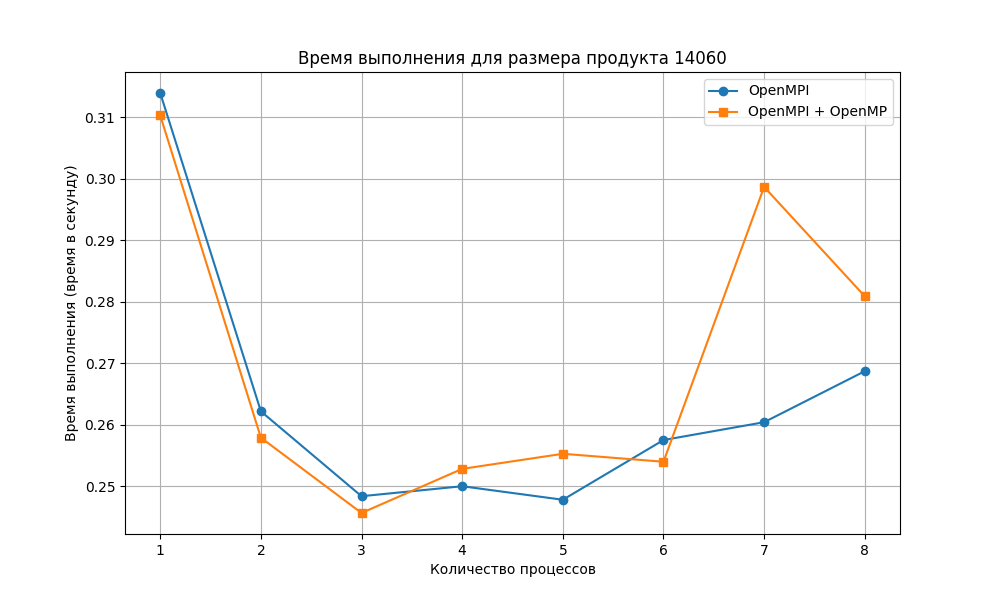 Время выполнения для размера продукта 14060
OpenMPI
OpenMPI + OpenMP
Время выполнения (время в секунду)
0.31
0.30
0.29
0.28
0.27
0.26
0.25
1 2 3 4 5 6 7 8
Количество процессов